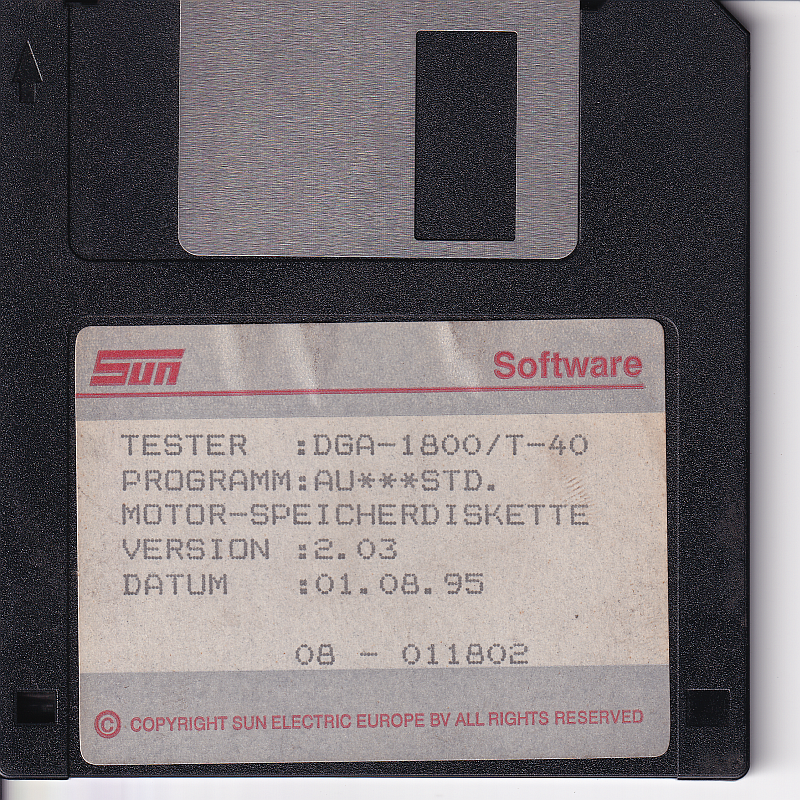 Sun Software
TESTER :DGA-1800/T-40
PROGRAMM:AU***STD.
MOTOR-SPEICHERDISKETTE
VERSION :2.03
DATUM :01.08.95
08 - 011802
© COPYRIGHT SUN ELECTRIC EUROPE BV ALL RIGHTS RESERVED